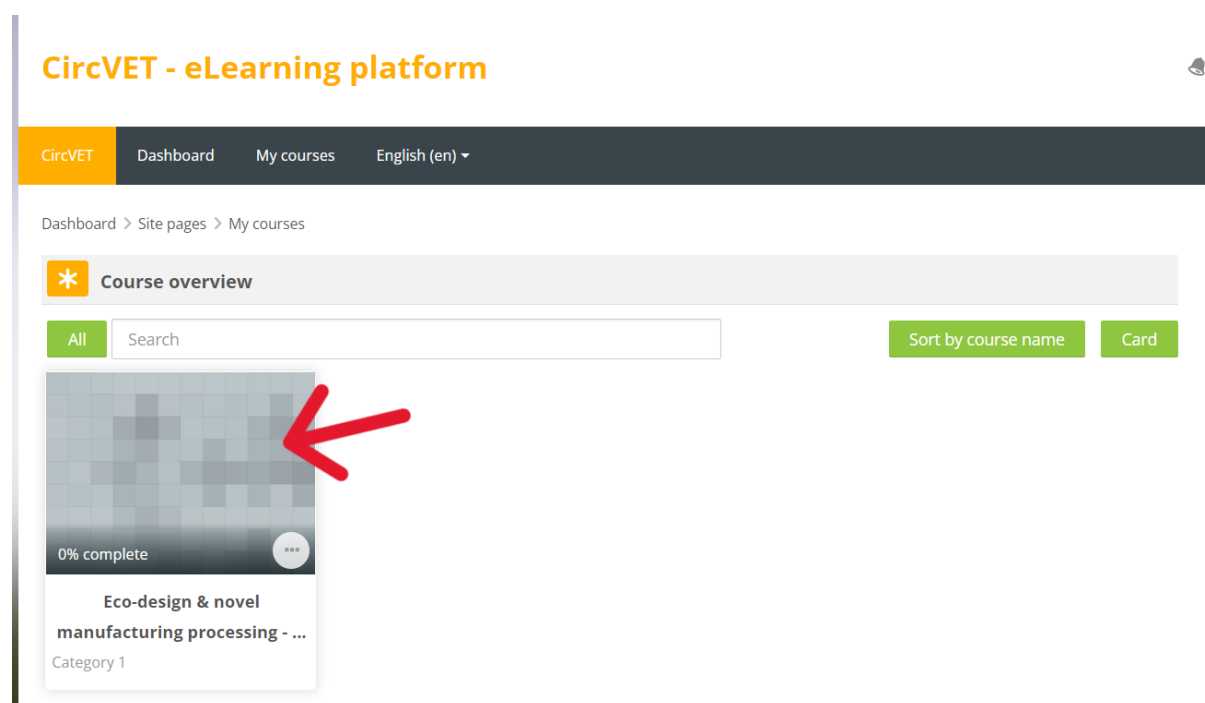 CircVET - eLearning platform
CircVET Dashboard My courses English (en)
Dashboard > Site pages > My courses
Course overview
All Search Sort by course name Card
0% complete
Eco-design & novel
manufacturing processing - ...
Category 1